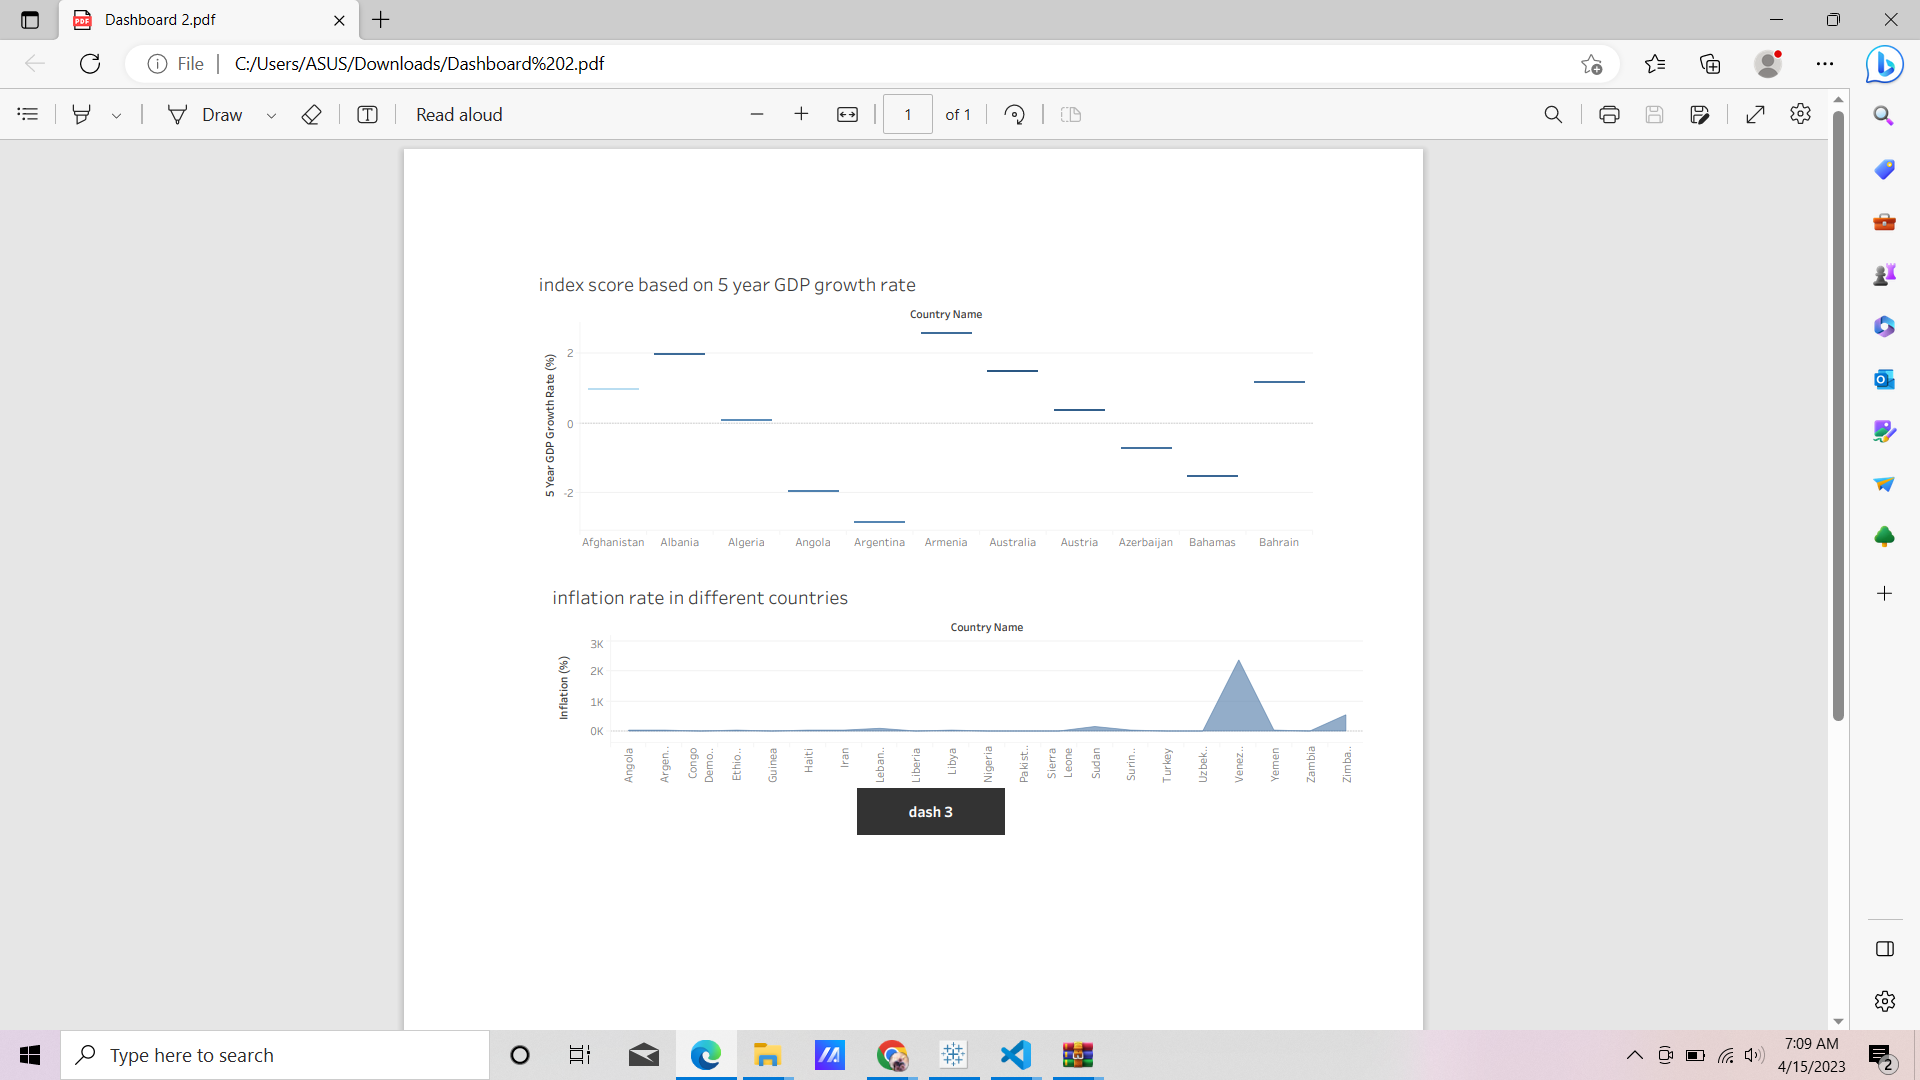 Dashboard 2.pdf
File
C:/Users/ASUS/Downloads/Dashboard%202.pdf
Draw
Read aloud
1
of 1
index score based on 5 year GDP growth rate
Country Name
5 Year GDP Growth Rate (%)
2
0
-2
Afghanistan Albania Algeria Angola Argentina Armenia Australia Austria Azerbaijan Bahamas Bahrain
inflation rate in different countries
Country Name
Inflation (%)
3K
2K
1K
0K
Angola
Argen..
Congo
Demo..
Ethio..
Guinea
Haiti
Iran
Leban..
Liberia
Libya
Nigeria
Pakist..
Sierra
Leone
Sudan
Surin..
Turkey
Uzbek..
Venez..
Yemen
Zambia
Zimba..
dash 3
Type here to search
7:09 AM
4/15/2023
2